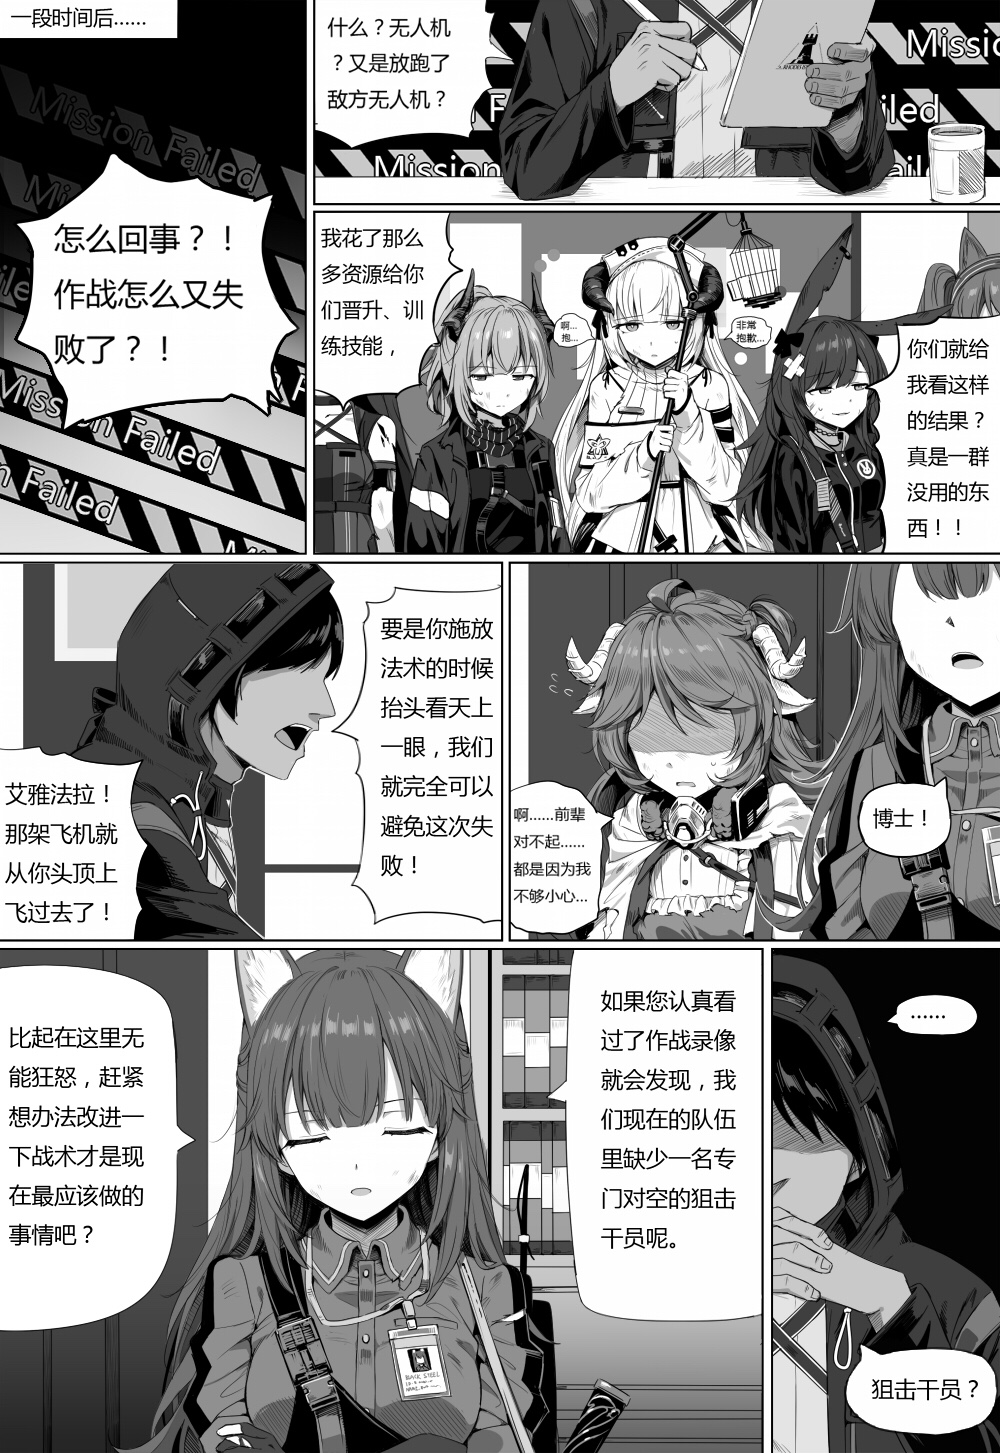 一段时间后……
Mission Failed
怎么回事？！
作战怎么又失
败了？！
Mission Failed
Failed
什么？无人机
？又是放跑了
敌方无人机？
Missio
Mission
Failed
我花了那么
多资源给你
们晋升、训
练技能，
啊...
抱...
非常
抱歉...
你们就给
我看这样
的结果？
真是一群
没用的东
西！！
要是你施放
法术的时候
抬头看天上
一眼，我们
就完全可以
避免这次失
败！
艾雅法拉！
那架飞机就
从你头顶上
飞过去了！
啊……前辈
对不起……
都是因为我
不够小心...
博士！
比起在这里无
能狂怒，赶紧
想办法改进一
下战术才是现
在最应该做的
事情吧？
如果您认真看
过了作战录像
就会发现，我
们现在的队伍
里缺少一名专
门对空的狙击
干员呢。
BLACK STEEL
……
狙击干员？